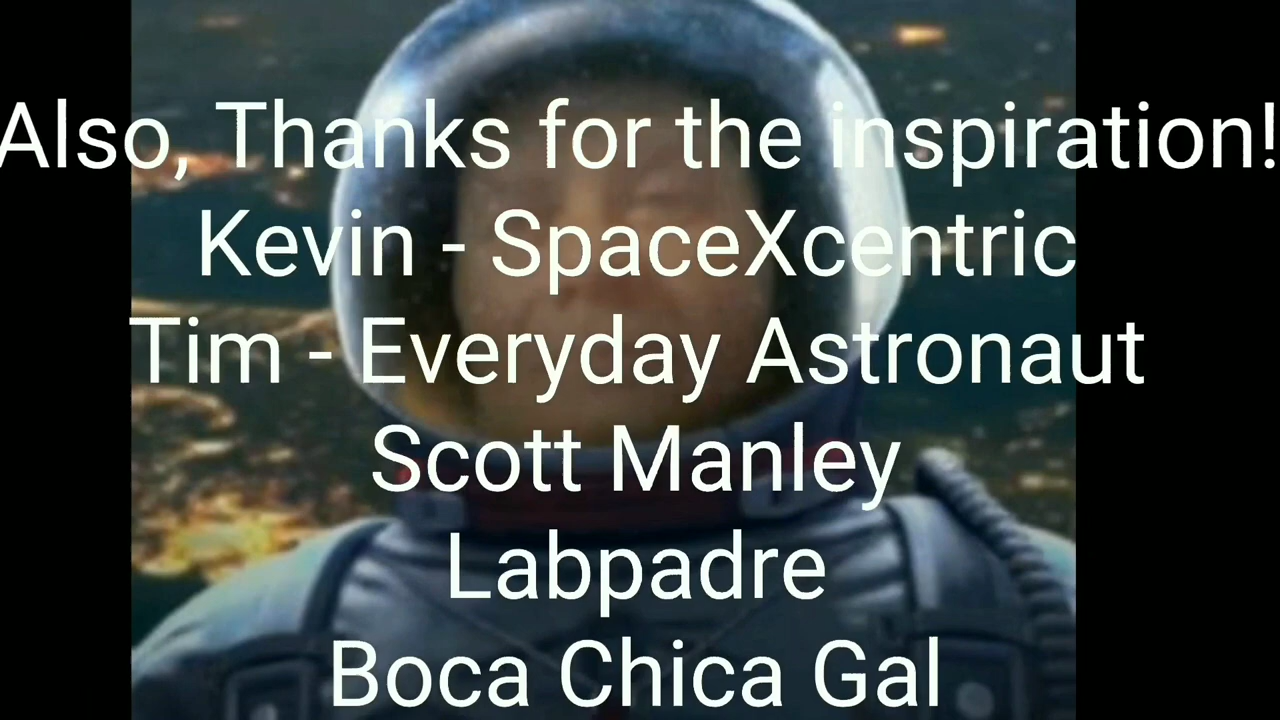 Also, Thanks for the inspiration!
Kevin - SpaceXcentric
Tim - Everyday Astronaut
Scott Manley
Labpadre
Boca Chica Gal